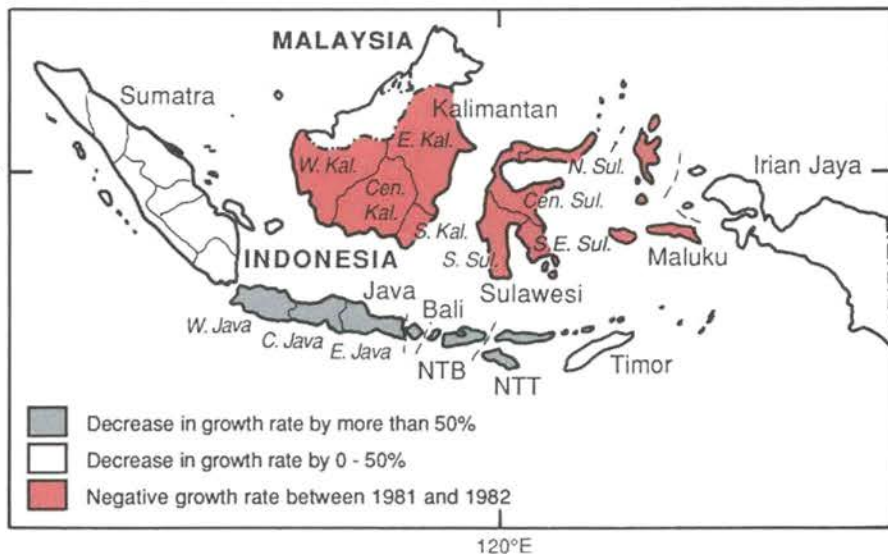 MALAYSIA
Sumatra
Kalimantan
E. Kal.
W. Kal.
N. Sul.
Irian Jaya
Cen.
Kal.
Cen. Sul.
S. Kal.
S. E. Sul.
INDONESIA
S. Sul.
Maluku
Java
Sulawesi
Bali
W. Java
C. Java
E. Java
NTB
NTT
Timor
Decrease in growth rate by more than 50%
Decrease in growth rate by 0 - 50%
Negative growth rate between 1981 and 1982
120°E